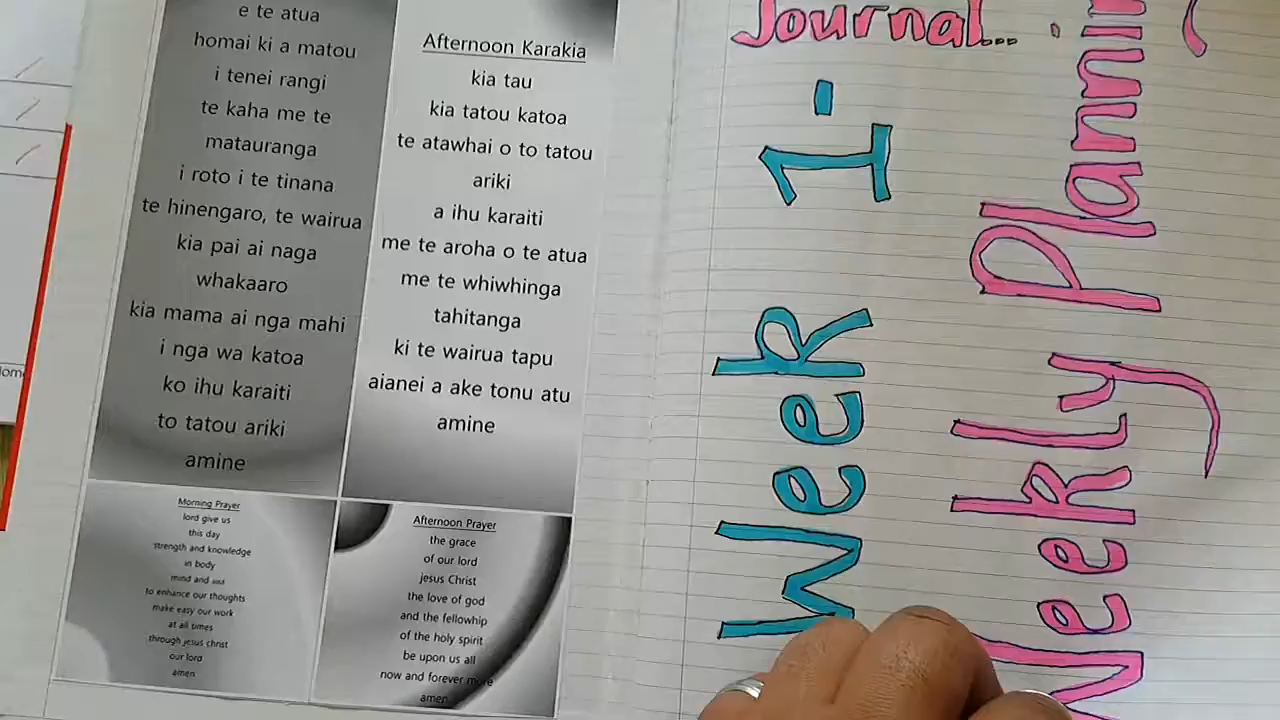 e te atua
homai ki a matou
i tenei rangi
te kaha me te
matauranga
i roto i te tinana
te hinengaro, te wairua
kia pai ai naga
whakaaro
kia mama ai nga mahi
i nga wa katoa
ko ihu karaiti
to tatou ariki
amine
Afternoon Karakia
kia tau
kia tatou katoa
te atawhai o to tatou
ariki
a ihu karaiti
me te aroha o te atua
me te whiwhinga
tahitanga
ki te wairua tapu
aianei a ake tonu atu
amine
Morning Prayer
lord give us
this day
strength and knowledge
in body
mind and soul
to enhance our thoughts
make easy our work
at all times
through jesus christ
our lord
amen
Afternoon Prayer
the grace
of our lord
jesus Christ
the love of god
and the fellowhip
of the holy spirit
be upon us all
now and forever more
amen
Journal...
Week 1-
Weekly Planning